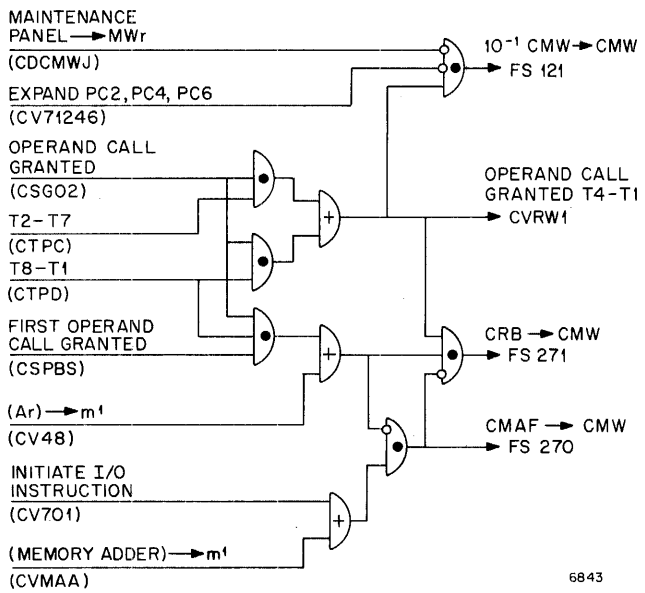 MAINTENANCE
PANEL→MWr
(CDCMWJ)
EXPAND PC2, PC4, PC6
(CV71246)
OPERAND CALL
GRANTED
(CSGO2)
T2-T7
(CTPC)
T8-T1
(CTPD)
FIRST OPERAND
CALL GRANTED
(CSPBS)
(Ar)→m¹
(CV48)
INITIATE I/O
INSTRUCTION
(CV701)
(MEMORY ADDER)→m¹
(CVMAA)
+
+
+
10⁻¹ CMW→CMW
FS 121
OPERAND CALL
GRANTED T4-T1
CVRW1
CRB → CMW
FS 271
CMAF → CMW
FS 270
6843